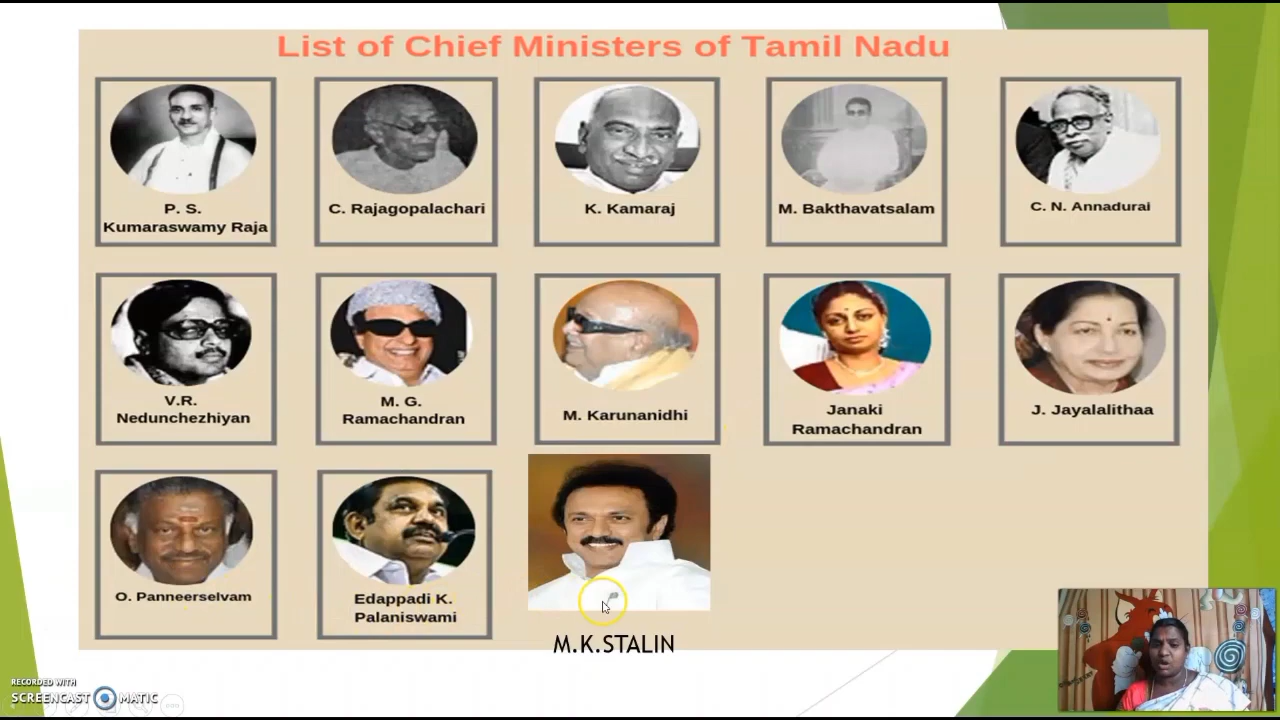 List of Chief Ministers of Tamil Nadu
P. S.
Kumaraswamy Raja
C. Rajagopalachari
K. Kamaraj
M. Bakthavatsalam
C. N. Annadurai
V.R.
Nedunchezhiyan
M. G.
Ramachandran
M. Karunanidhi
Janaki
Ramachandran
J. Jayalalithaa
O. Panneerselvam
Edappadi K.
Palaniswami
M.K.STALIN
RECORDED WITH
SCREENCAST MATIC